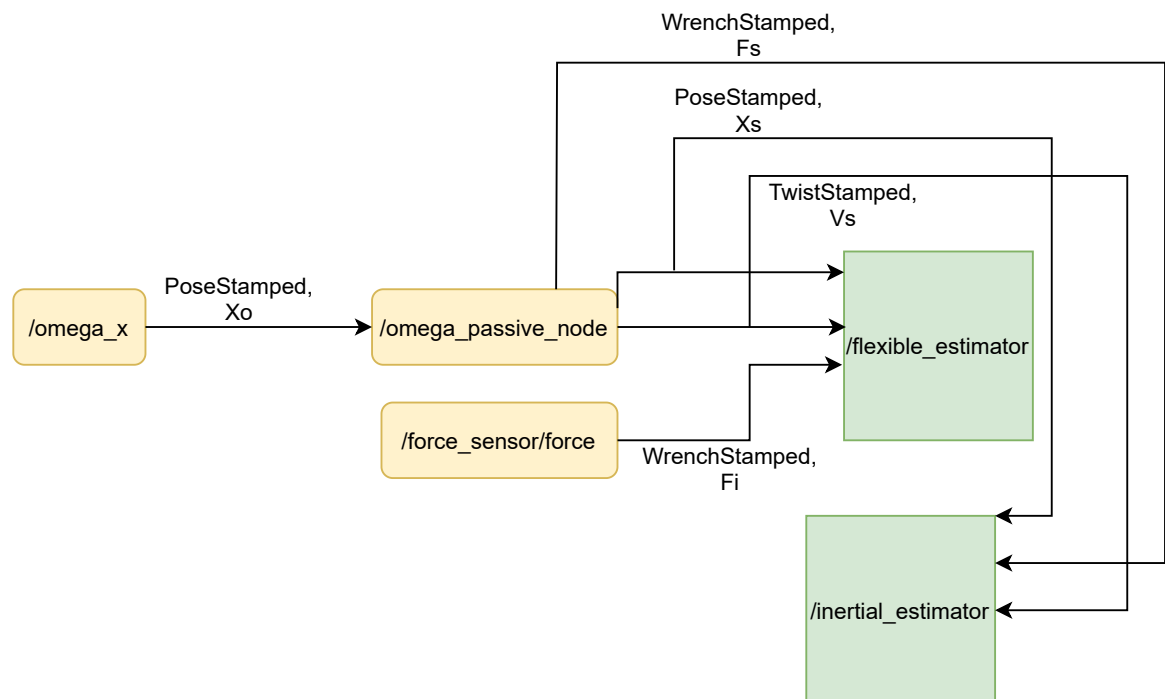 WrenchStamped,
Fs
PoseStamped,
Xs
TwistStamped,
Vs
PoseStamped,
Xo
/omega_x
/omega_passive_node
/flexible_estimator
/force_sensor/force
WrenchStamped,
Fi
/inertial_estimator